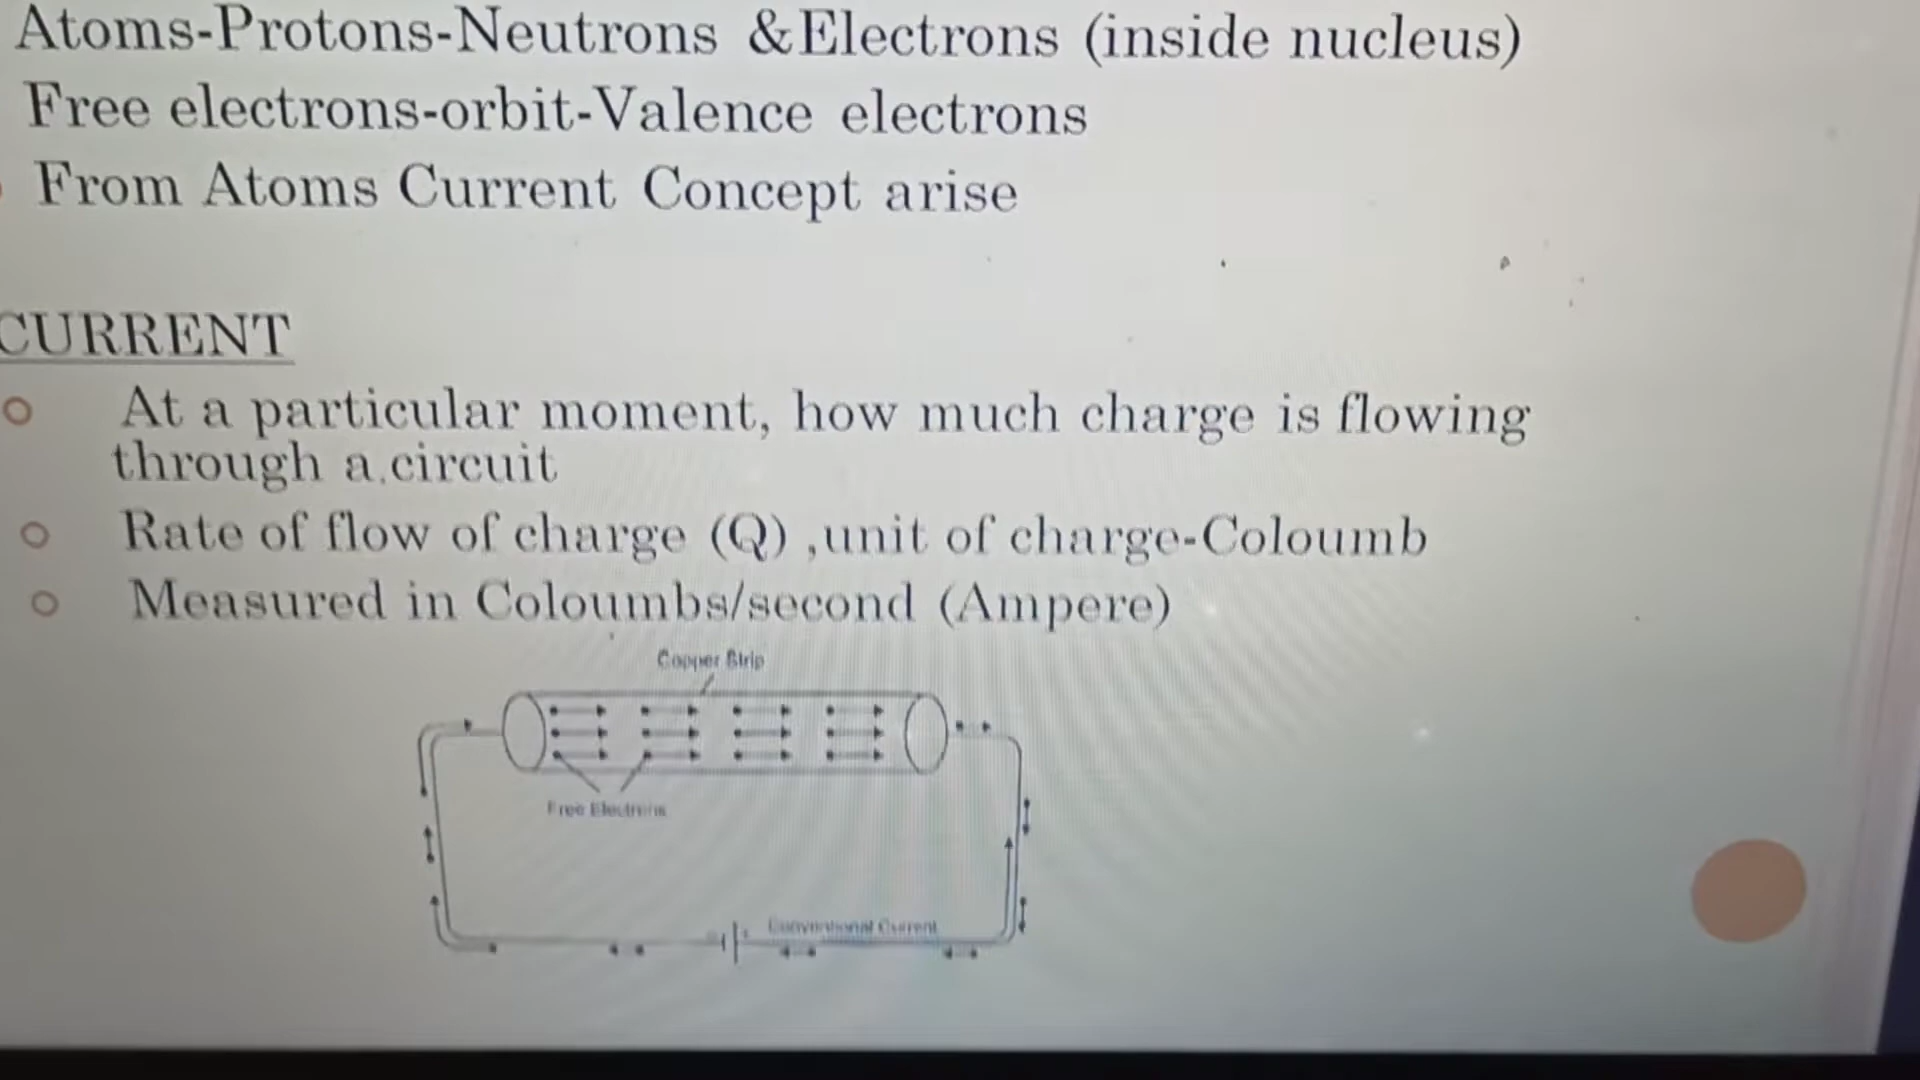 Atoms-Protons-Neutrons &Electrons (inside nucleus)
Free electrons-orbit-Valence electrons
From Atoms Current Concept arise
CURRENT
At a particular moment, how much charge is flowing
through a circuit
Rate of flow of charge (Q) ,unit of charge-Coloumb
Measured in Coloumbs/second (Ampere)
Copper Strip
Free Electrons
Conventional Current